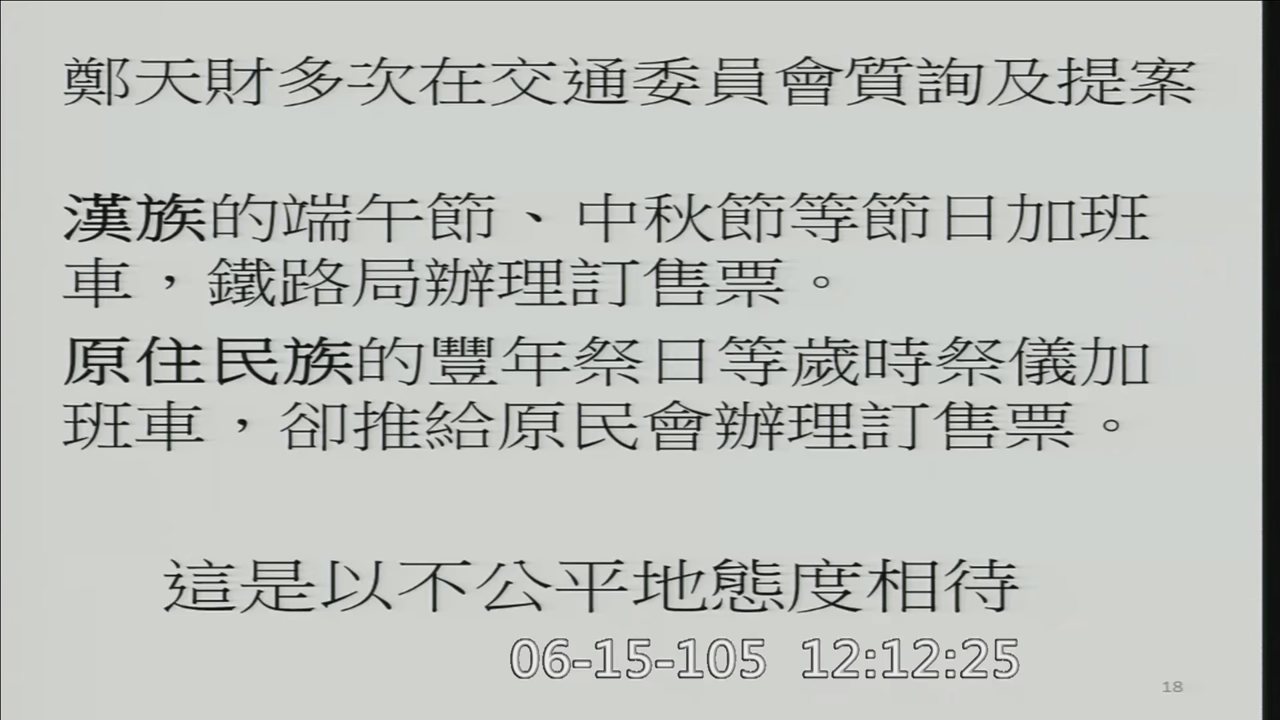 鄭天財多次在交通委員會質詢及提案
漢族的端午節、中秋節等節日加班
車，鐵路局辦理訂售票。
原住民族的豐年祭日等歲時祭儀加
班車，卻推給原民會辦理訂售票。
這是以不公平地態度相待
06-15-105 12:12:25
18